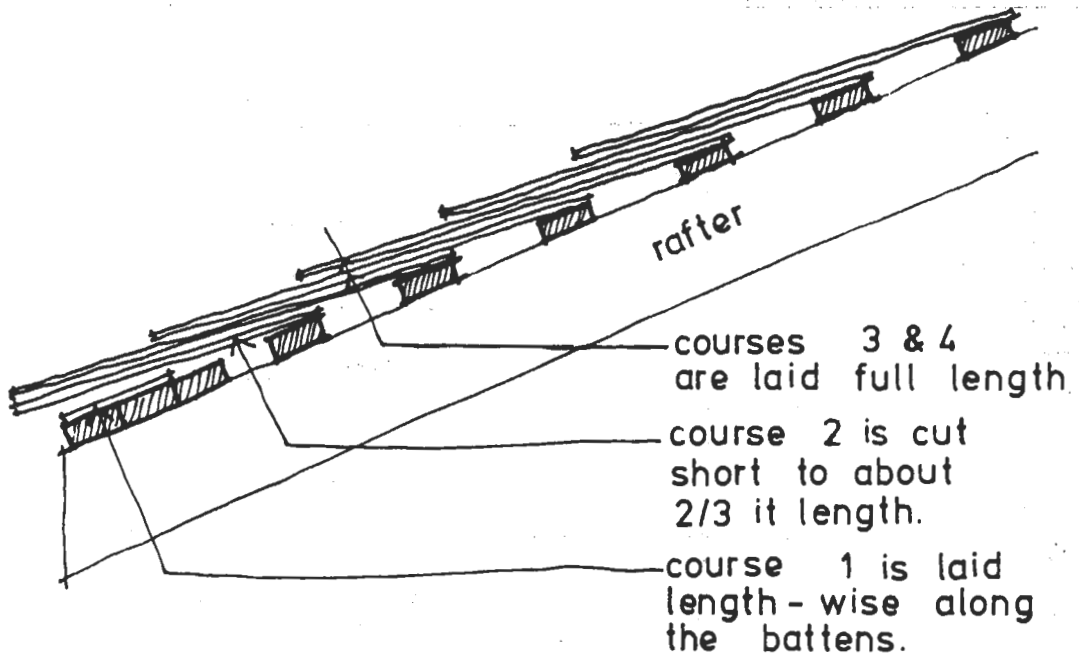 rafter
courses 3 & 4
are laid full length
course 2 is cut
short to about
2/3 it length.
course 1 is laid
length - wise along
the battens.